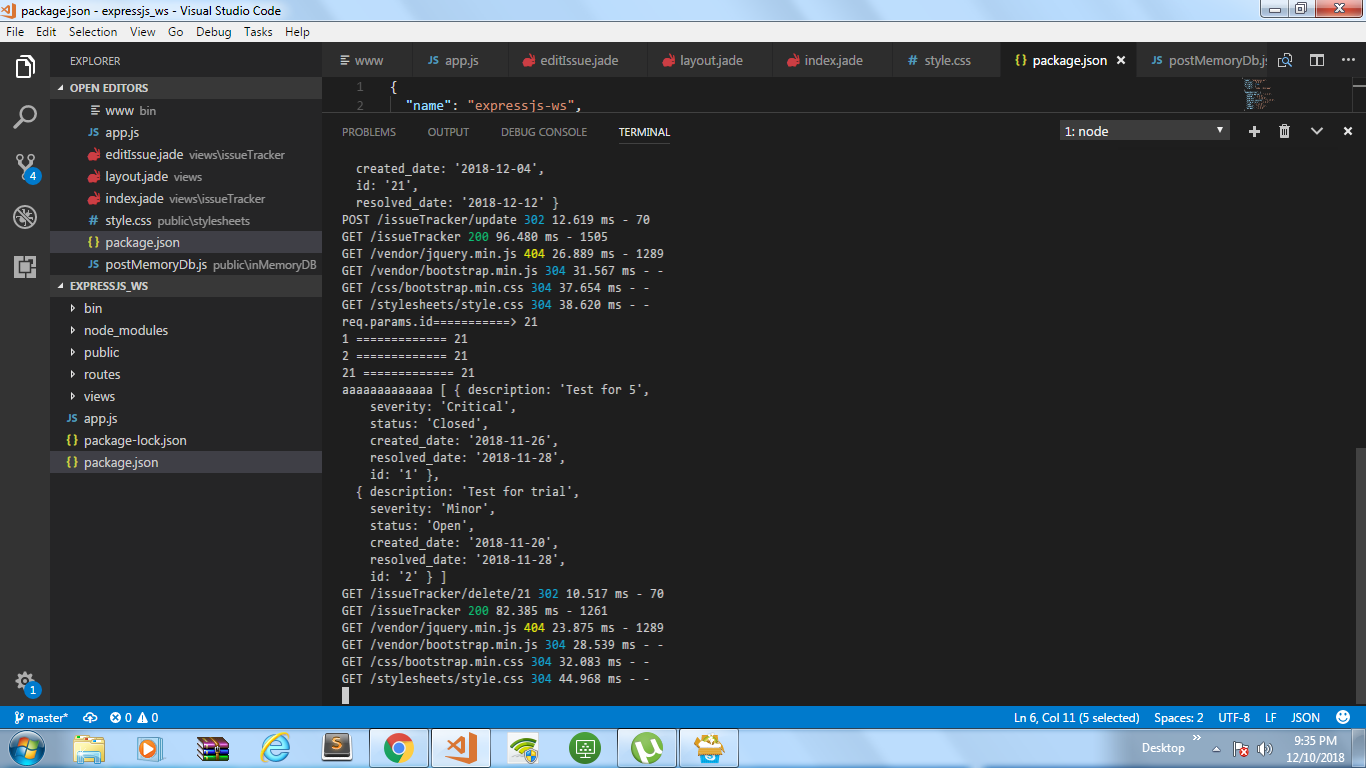 package.json - expressjs_ws - Visual Studio Code
File Edit Selection View Go Debug Tasks Help
EXPLORER
OPEN EDITORS
www bin
JS app.js
editIssue.jade views\issueTracker
layout.jade views
index.jade views\issueTracker
# style.css public\stylesheets
{} package.json
JS postMemoryDb.js public\inMemoryDB
EXPRESSJS_WS
bin
node_modules
public
routes
views
JS app.js
{} package-lock.json
{} package.json
4
1
www JS app.js editIssue.jade layout.jade index.jade # style.css {} package.json JS postMemoryDb.js
1 {
2 "name": "expressjs-ws",
PROBLEMS OUTPUT DEBUG CONSOLE TERMINAL 1: node
created_date: '2018-12-04',
id: '21',
resolved_date: '2018-12-12' }
POST /issueTracker/update 302 12.619 ms - 70
GET /issueTracker 200 96.480 ms - 1505
GET /vendor/jquery.min.js 404 26.889 ms - 1289
GET /vendor/bootstrap.min.js 304 31.567 ms - -
GET /css/bootstrap.min.css 304 37.654 ms - -
GET /stylesheets/style.css 304 38.620 ms - -
req.params.id===========> 21
1 ============= 21
2 ============= 21
21 ============= 21
aaaaaaaaaaaaa [ { description: 'Test for 5',
severity: 'Critical',
status: 'Closed',
created_date: '2018-11-26',
resolved_date: '2018-11-28',
id: '1' },
{ description: 'Test for trial',
severity: 'Minor',
status: 'Open',
created_date: '2018-11-20',
resolved_date: '2018-11-28',
id: '2' } ]
GET /issueTracker/delete/21 302 10.517 ms - 70
GET /issueTracker 200 82.385 ms - 1261
GET /vendor/jquery.min.js 404 23.875 ms - 1289
GET /vendor/bootstrap.min.js 304 28.539 ms - -
GET /css/bootstrap.min.css 304 32.083 ms - -
GET /stylesheets/style.css 304 44.968 ms - -
master* 0 0 Ln 6, Col 11 (5 selected) Spaces: 2 UTF-8 LF JSON
Desktop
9:35 PM
12/10/2018